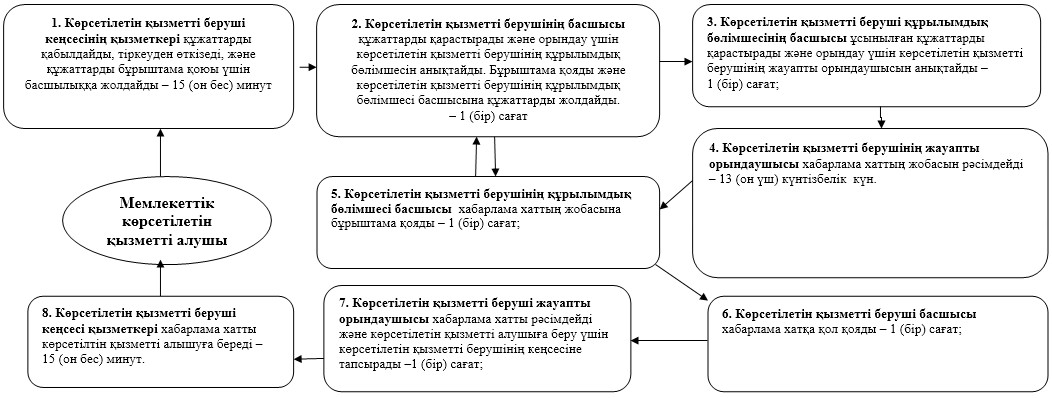 1. Көрсетілетін қызметті беруші
кеңсесінің қызметкері құжаттарды
қабылдайды, тіркеуден өткізеді, және
құжаттарды бұрыштама қоюы үшін
басшылыққа жолдайды – 15 (он бес) минут
2. Көрсетілетін қызметті берушінің басшысы
құжаттарды қарастырады және орындау үшін
көрсетілетін қызметті берушінің құрылымдық
бөлімшесін анықтайды. Бұрыштама қояды және
көрсетілетін қызметті берушінің құрылымдық
бөлімшесі басшысына құжаттарды жолдайды.
– 1 (бір) сағат
3. Көрсетілетін қызметті беруші құрылымдық
бөлімшесінің басшысы ұсынылған құжаттарды
қарастырады және орындау үшін көрсетілетін қызметті
берушінің жауапты орындаушысын анықтайды –
1 (бір) сағат;
4. Көрсетілетін қызметті берушінің жауапты
орындаушысы хабарлама хаттың жобасын рәсімдейді
– 13 (он үш) күнтізбелік күн.
5. Көрсетілетін қызметті берушінің құрылымдық
бөлімшесі басшысы хабарлама хаттың жобасына
бұрыштама қояды – 1 (бір) сағат;
Мемлекеттік
көрсетілетін
қызметті алушы
6. Көрсетілетін қызметті беруші басшысы
хабарлама хатқа қол қояды – 1 (бір) сағат;
7. Көрсетілетін қызметті беруші жауапты
орындаушысы хабарлама хатты рәсімдейді
және көрсетілетін қызметті алушыға беру үшін
көрсетілетін қызметті берушінің кеңсесіне
тапсырады –1 (бір) сағат;
8. Көрсетілетін қызметті беруші
кеңсесі қызметкері хабарлама хатты
көрсетілтін қызметті алышуға береді –
15 (он бес) минут.